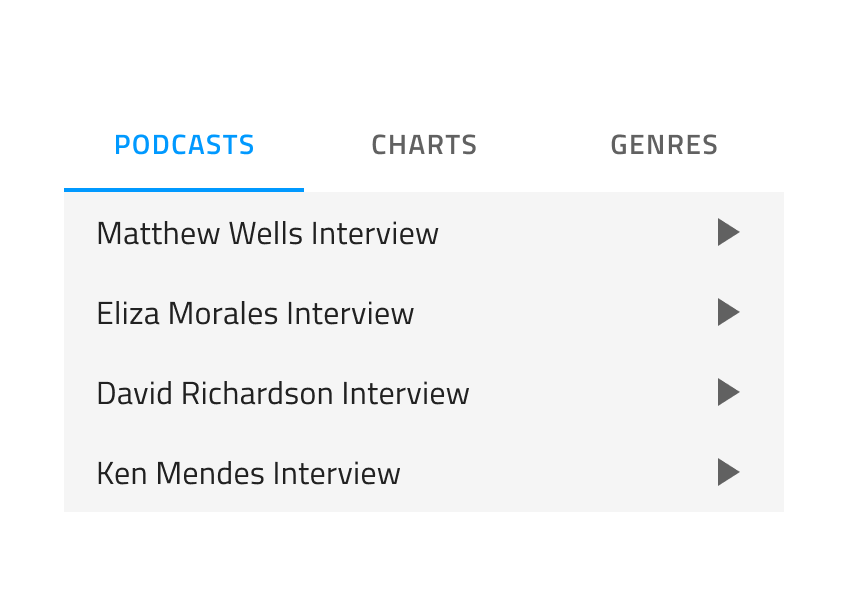 PODCASTS CHARTS GENRES
Matthew Wells Interview
Eliza Morales Interview
David Richardson Interview
Ken Mendes Interview